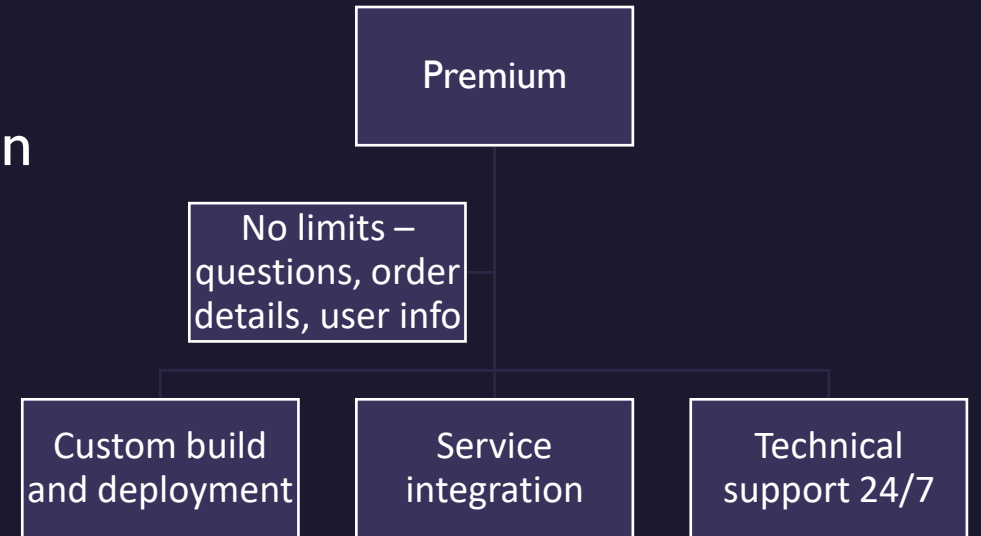 Premium
n
No limits –
questions, order
details, user info
Custom build
and deployment
Service
integration
Technical
support 24/7